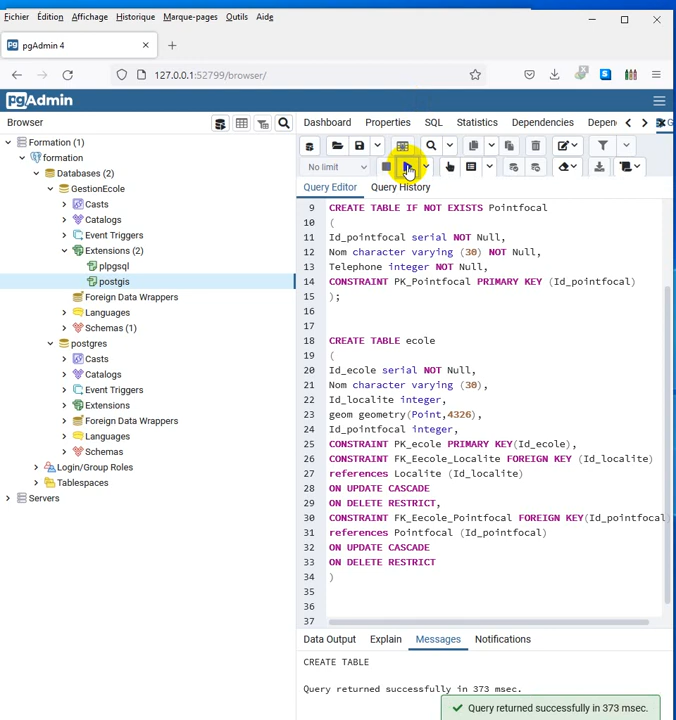 Fichier Édition Affichage Historique Marque-pages Outils Aide
pgAdmin 4
127.0.0.1:52799/browser/
pgAdmin
Browser
Dashboard Properties SQL Statistics Dependencies Depen
Formation (1)
formation
Databases (2)
GestionEcole
Casts
Catalogs
Event Triggers
Extensions (2)
plpgsql
postgis
Foreign Data Wrappers
Languages
Schemas (1)
postgres
Casts
Catalogs
Event Triggers
Extensions
Foreign Data Wrappers
Languages
Schemas
Login/Group Roles
Tablespaces
Servers
No limit
Query Editor Query History
9 CREATE TABLE IF NOT EXISTS Pointfocal
10 (
11 Id_pointfocal serial NOT Null,
12 Nom character varying (30) NOT Null,
13 Telephone integer NOT Null,
14 CONSTRAINT PK_Pointfocal PRIMARY KEY (Id_pointfocal)
15 );
16
17
18 CREATE TABLE ecole
19 (
20 Id_ecole serial NOT Null,
21 Nom character varying (30),
22 Id_localite integer,
23 geom geometry(Point,4326),
24 Id_pointfocal integer,
25 CONSTRAINT PK_ecole PRIMARY KEY(Id_ecole),
26 CONSTRAINT FK_Eecole_Localite FOREIGN KEY (Id_localite)
27 references Localite (Id_localite)
28 ON UPDATE CASCADE
29 ON DELETE RESTRICT,
30 CONSTRAINT FK_Eecole_Pointfocal FOREIGN KEY(Id_pointfocal
31 references Pointfocal (Id_pointfocal)
32 ON UPDATE CASCADE
33 ON DELETE RESTRICT
34 )
35
36
37
Data Output Explain Messages Notifications
CREATE TABLE
Query returned successfully in 373 msec.
Query returned successfully in 373 msec.